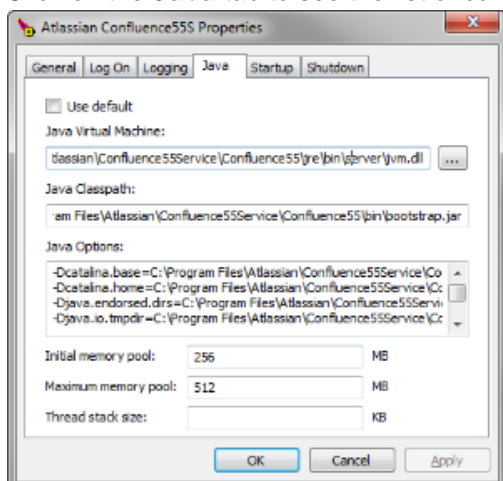 Atlassian Confluence55S Properties
General Log On Logging Java Startup Shutdown
Use default
Java Virtual Machine:
tlassian\Confluence55Service\Confluence55\jre\bin\server\jvm.dll ...
Java Classpath:
am Files\Atlassian\Confluence55Service\Confluence55\bin\bootstrap.jar
Java Options:
-Dcatalina.base=C:\Program Files\Atlassian\Confluence55Service\Co
-Dcatalina.home=C:\Program Files\Atlassian\Confluence55Service\Cc
-Djava.endorsed.dirs=C:\Program Files\Atlassian\Confluence55Servi
-Djava.io.tmpdir=C:\Program Files\Atlassian\Confluence55Service\Cc
Initial memory pool: 256 MB
Maximum memory pool: 512 MB
Thread stack size: KB
OK Cancel Apply